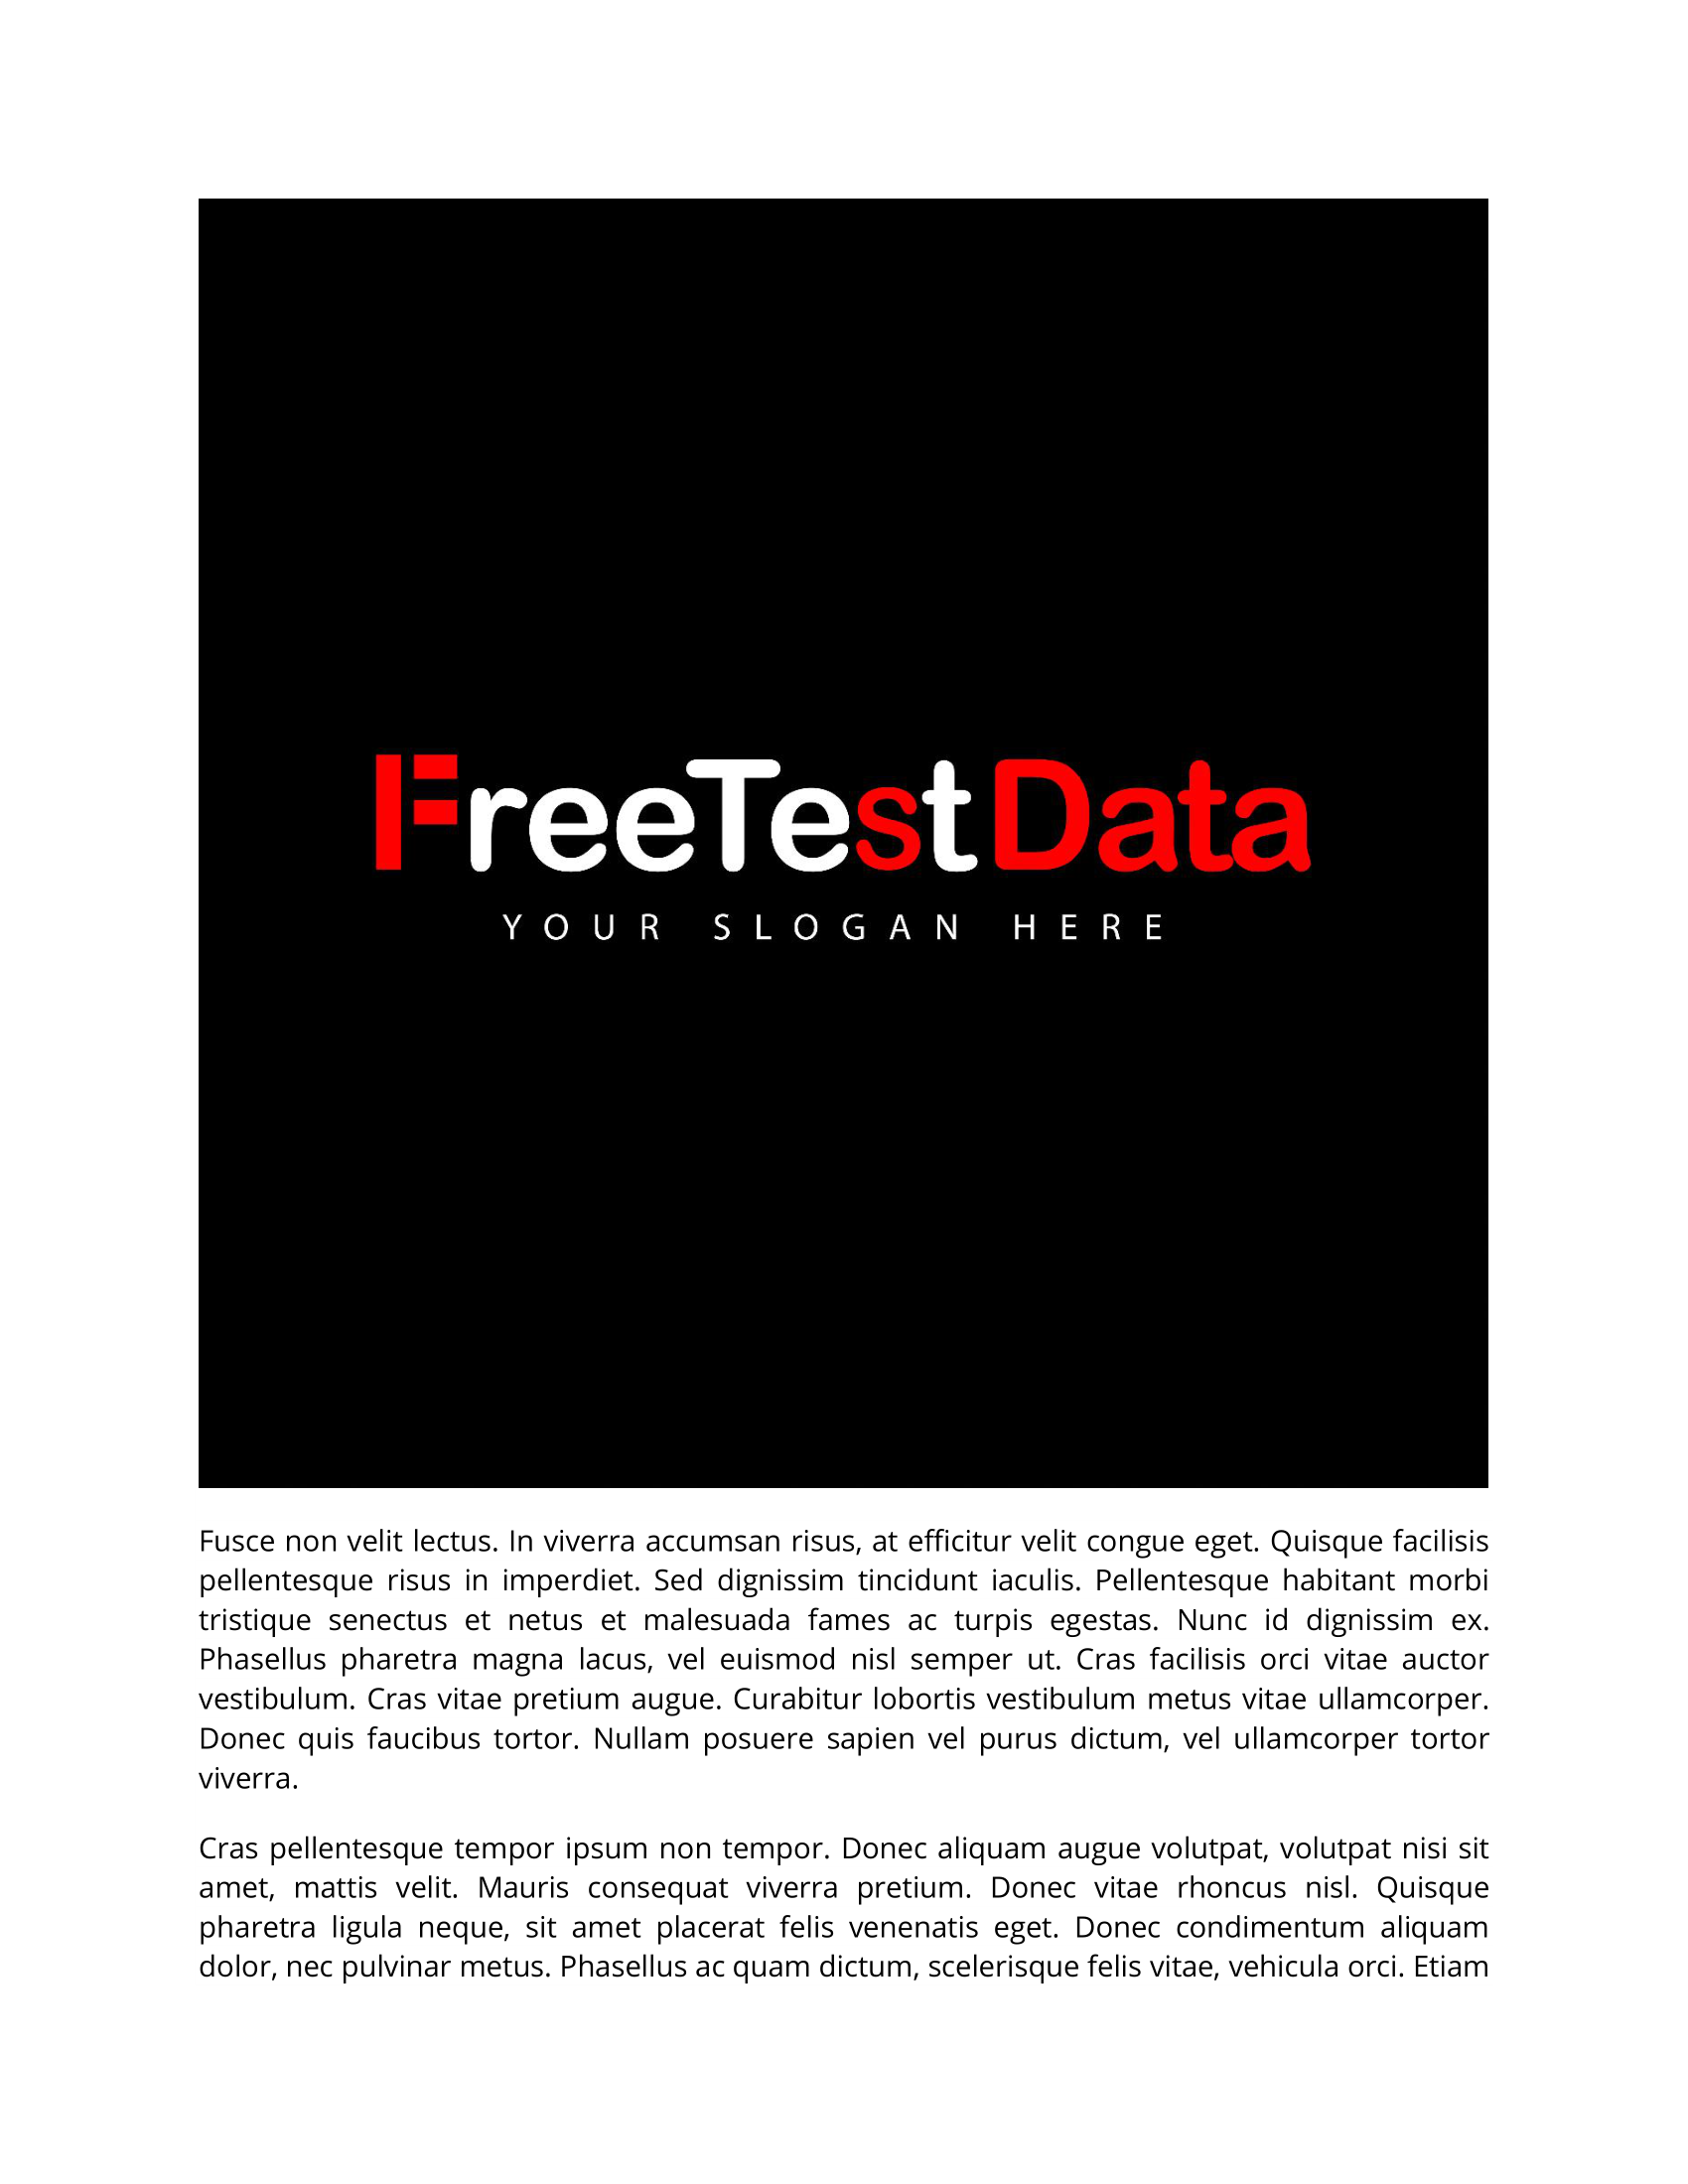 FreeTestData
YOUR SLOGAN HERE
Fusce non velit lectus. In viverra accumsan risus, at efficitur velit congue eget. Quisque facilisis
pellentesque risus in imperdiet. Sed dignissim tincidunt iaculis. Pellentesque habitant morbi
tristique senectus et netus et malesuada fames ac turpis egestas. Nunc id dignissim ex.
Phasellus pharetra magna lacus, vel euismod nisl semper ut. Cras facilisis orci vitae auctor
vestibulum. Cras vitae pretium augue. Curabitur lobortis vestibulum metus vitae ullamcorper.
Donec quis faucibus tortor. Nullam posuere sapien vel purus dictum, vel ullamcorper tortor
viverra.
Cras pellentesque tempor ipsum non tempor. Donec aliquam augue volutpat, volutpat nisi sit
amet, mattis velit. Mauris consequat viverra pretium. Donec vitae rhoncus nisl. Quisque
pharetra ligula neque, sit amet placerat felis venenatis eget. Donec condimentum aliquam
dolor, nec pulvinar metus. Phasellus ac quam dictum, scelerisque felis vitae, vehicula orci. Etiam